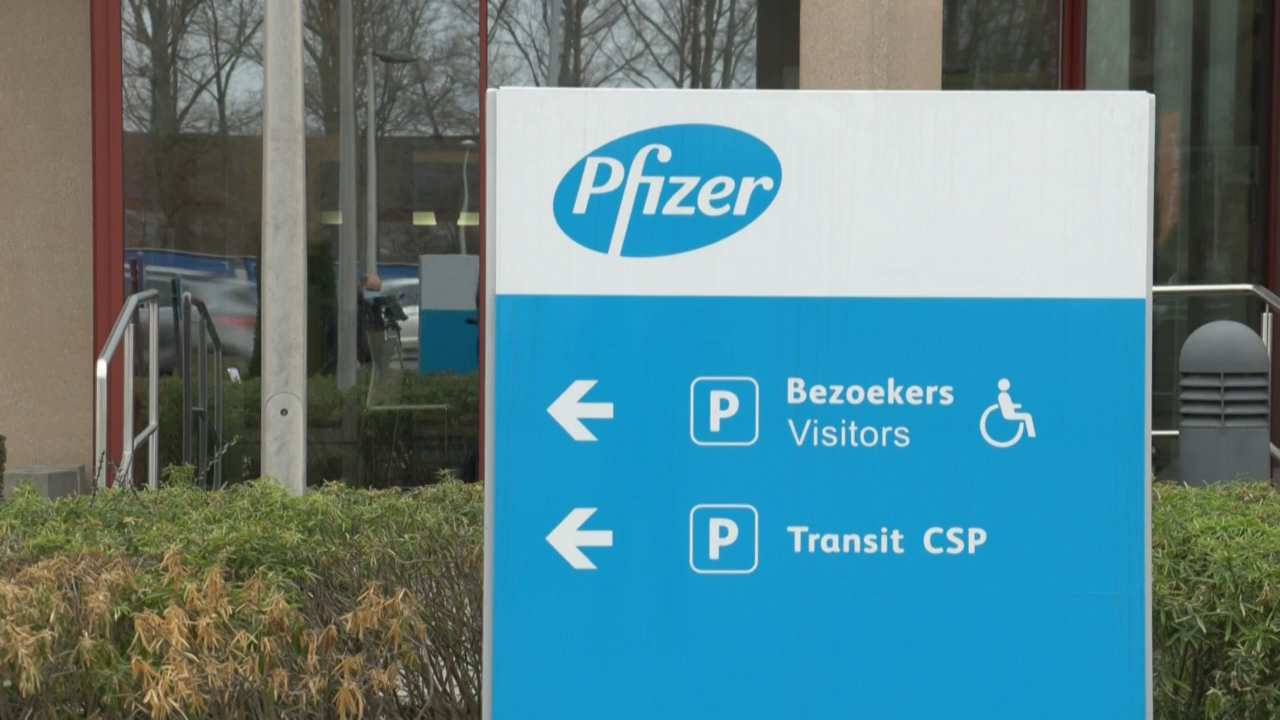 Pfizer
P
Bezoekers
Visitors
P
Transit CSP